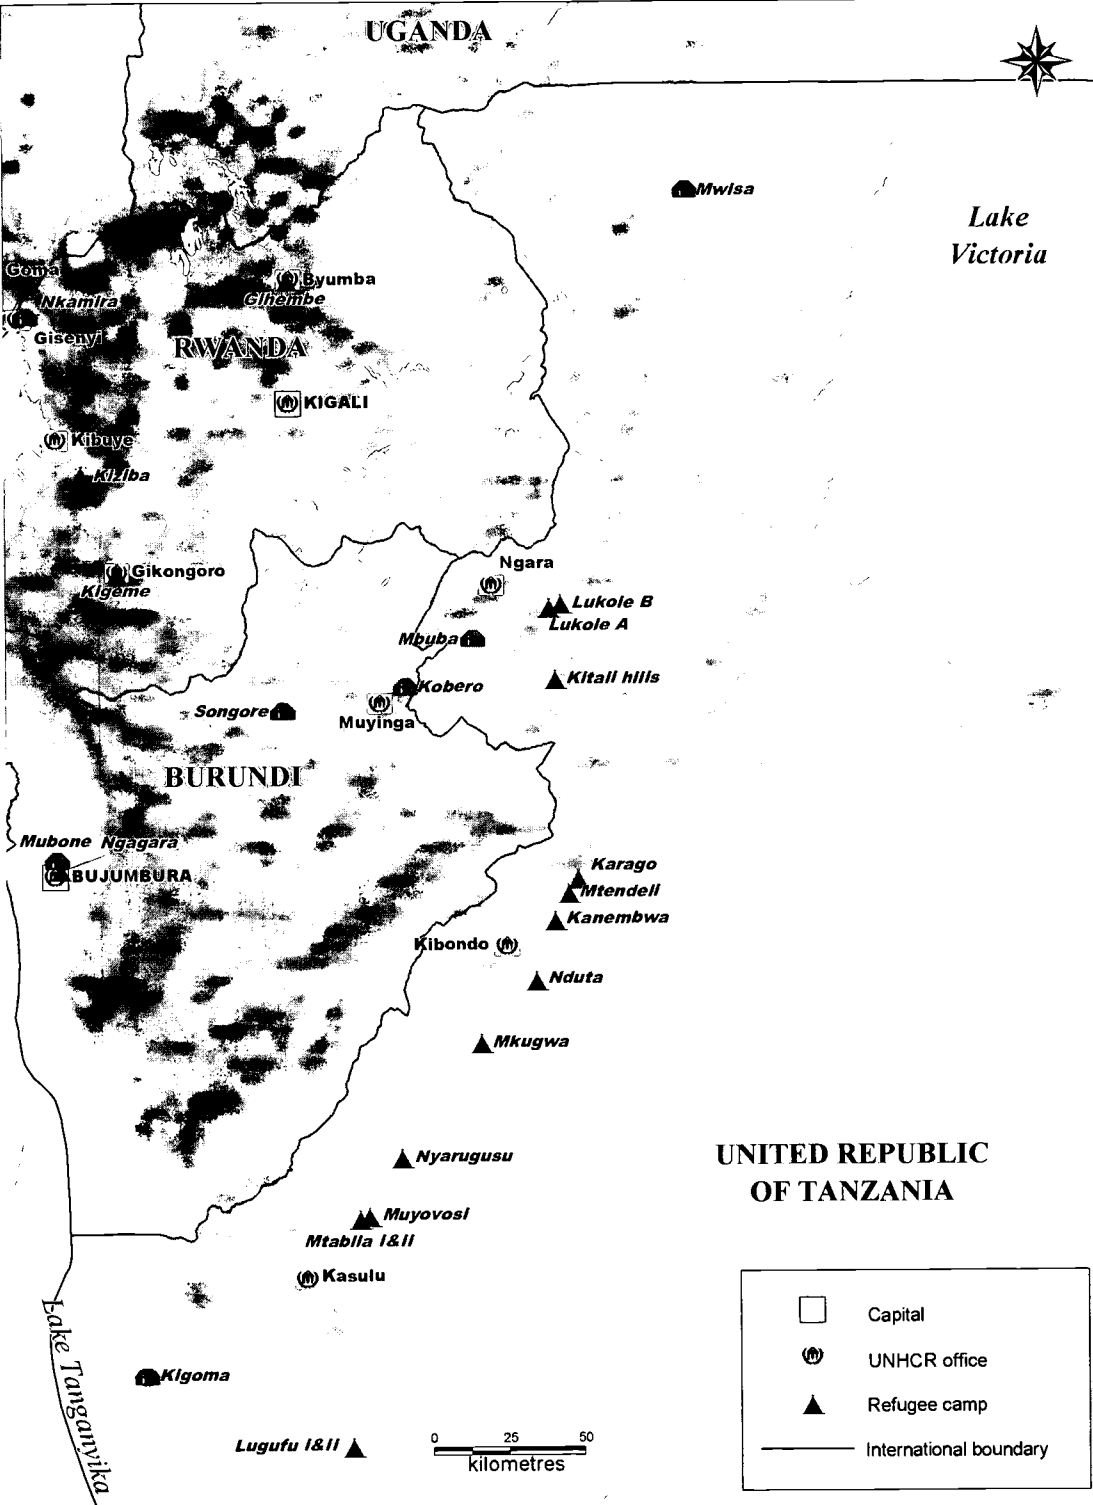 UGANDA
Mwisa
Lake
Victoria
Goma
Byumba
Nkamira
Gihembe
Gisenyi
RWANDA
KIGALI
Kibuye
Kiziba
Ngara
Gikongoro
Kigeme
Lukole B
Lukole A
Mbuba
Kitali hills
Kobero
Songore
Muyinga
BURUNDI
Mubone Ngagara
BUJUMBURA
Karago
Mtendeli
Kanembwa
Kibondo
Nduta
Mkugwa
UNITED REPUBLIC
OF TANZANIA
Nyarugusu
Muyovosi
Mtabila I&II
Kasulu
Lake Tanganyika
Kigoma
Lugufu I&II
0 25 50
kilometres
Capital
UNHCR office
Refugee camp
International boundary